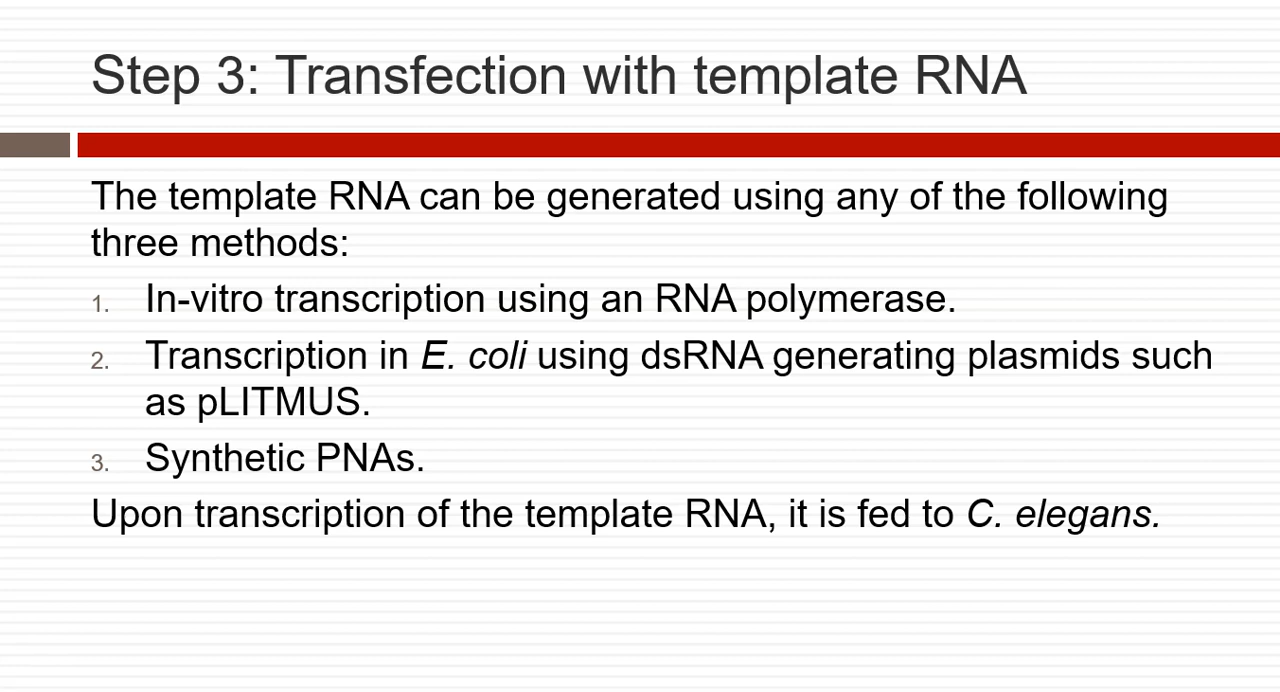 Step 3: Transfection with template RNA
The template RNA can be generated using any of the following
three methods:
1. In-vitro transcription using an RNA polymerase.
2. Transcription in E. coli using dsRNA generating plasmids such
as pLITMUS.
3. Synthetic PNAs.
Upon transcription of the template RNA, it is fed to C. elegans.